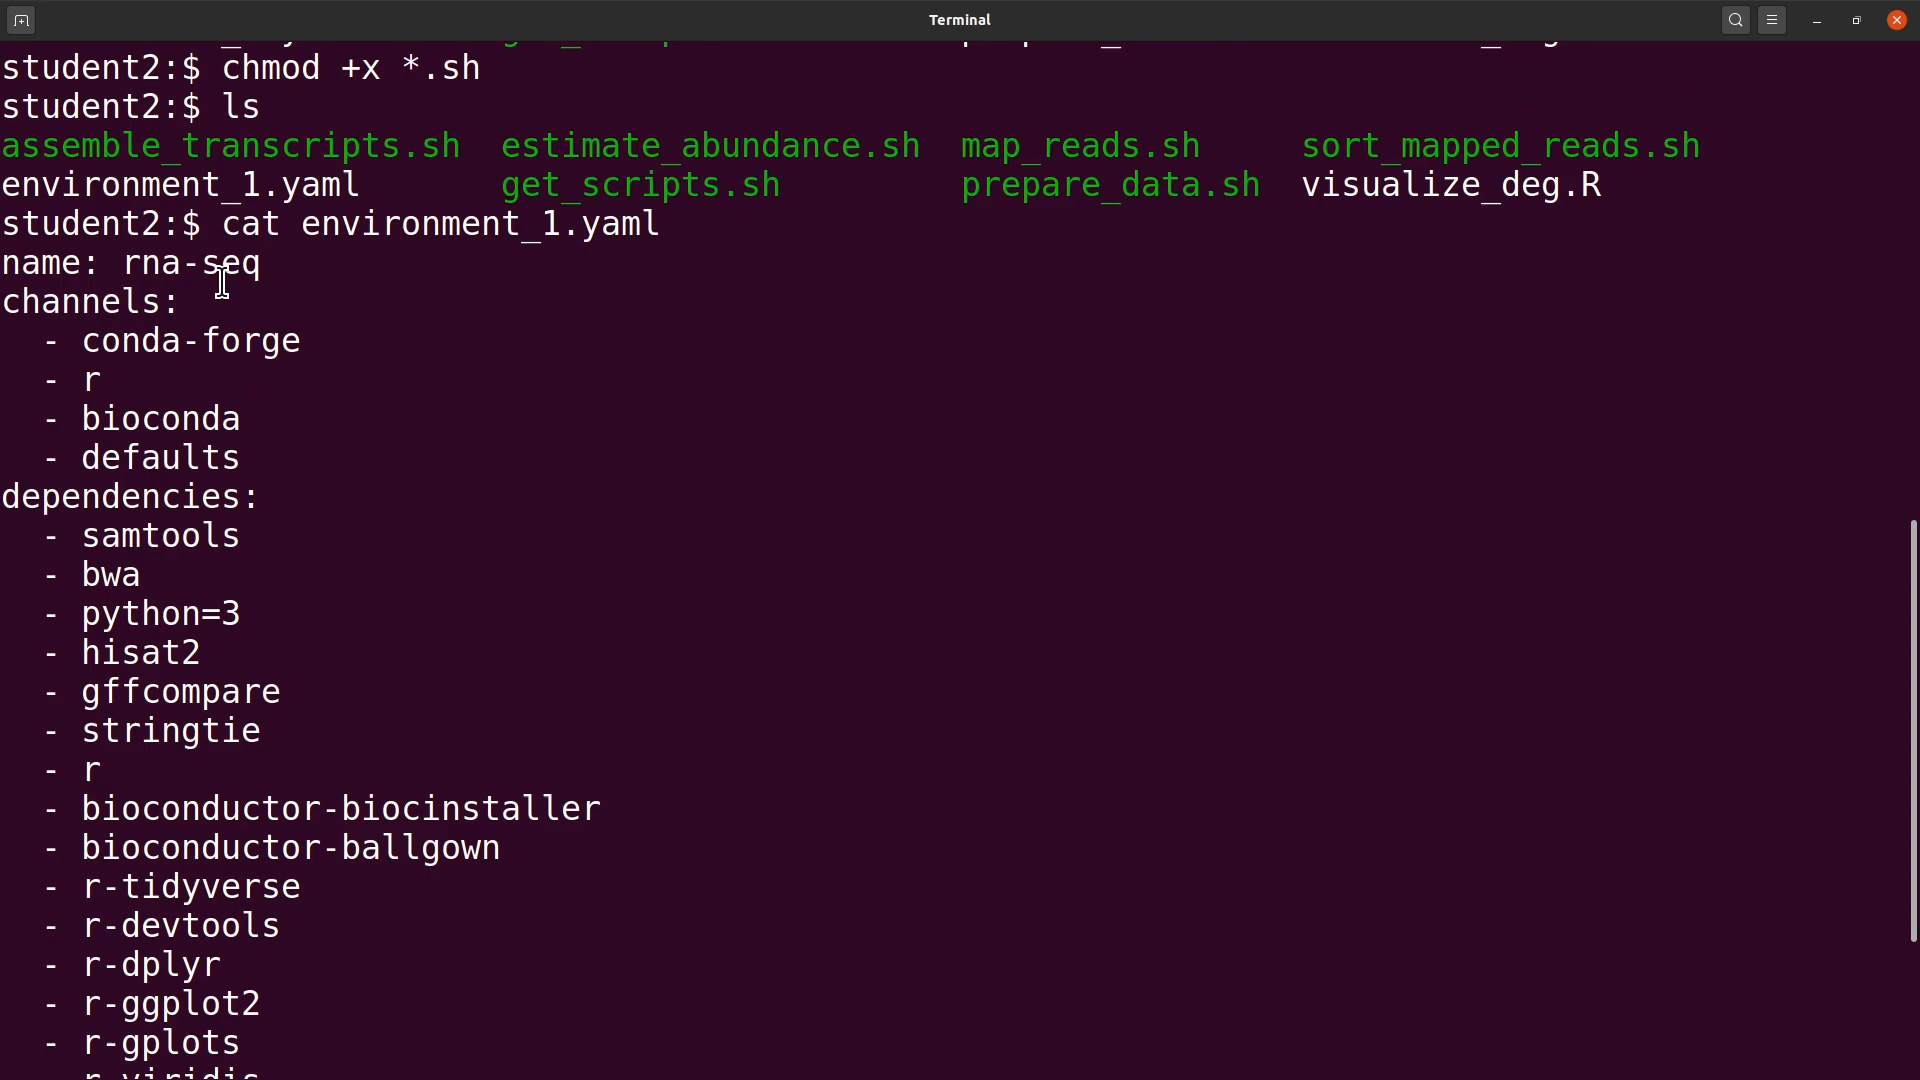 Terminal
student2:$ chmod +x *.sh
student2:$ ls
assemble_transcripts.sh  estimate_abundance.sh  map_reads.sh     sort_mapped_reads.sh
environment_1.yaml       get_scripts.sh         prepare_data.sh  visualize_deg.R
student2:$ cat environment_1.yaml
name: rna-seq
channels:
  - conda-forge
  - r
  - bioconda
  - defaults
dependencies:
  - samtools
  - bwa
  - python=3
  - hisat2
  - gffcompare
  - stringtie
  - r
  - bioconductor-biocinstaller
  - bioconductor-ballgown
  - r-tidyverse
  - r-devtools
  - r-dplyr
  - r-ggplot2
  - r-gplots
  - r-viridis